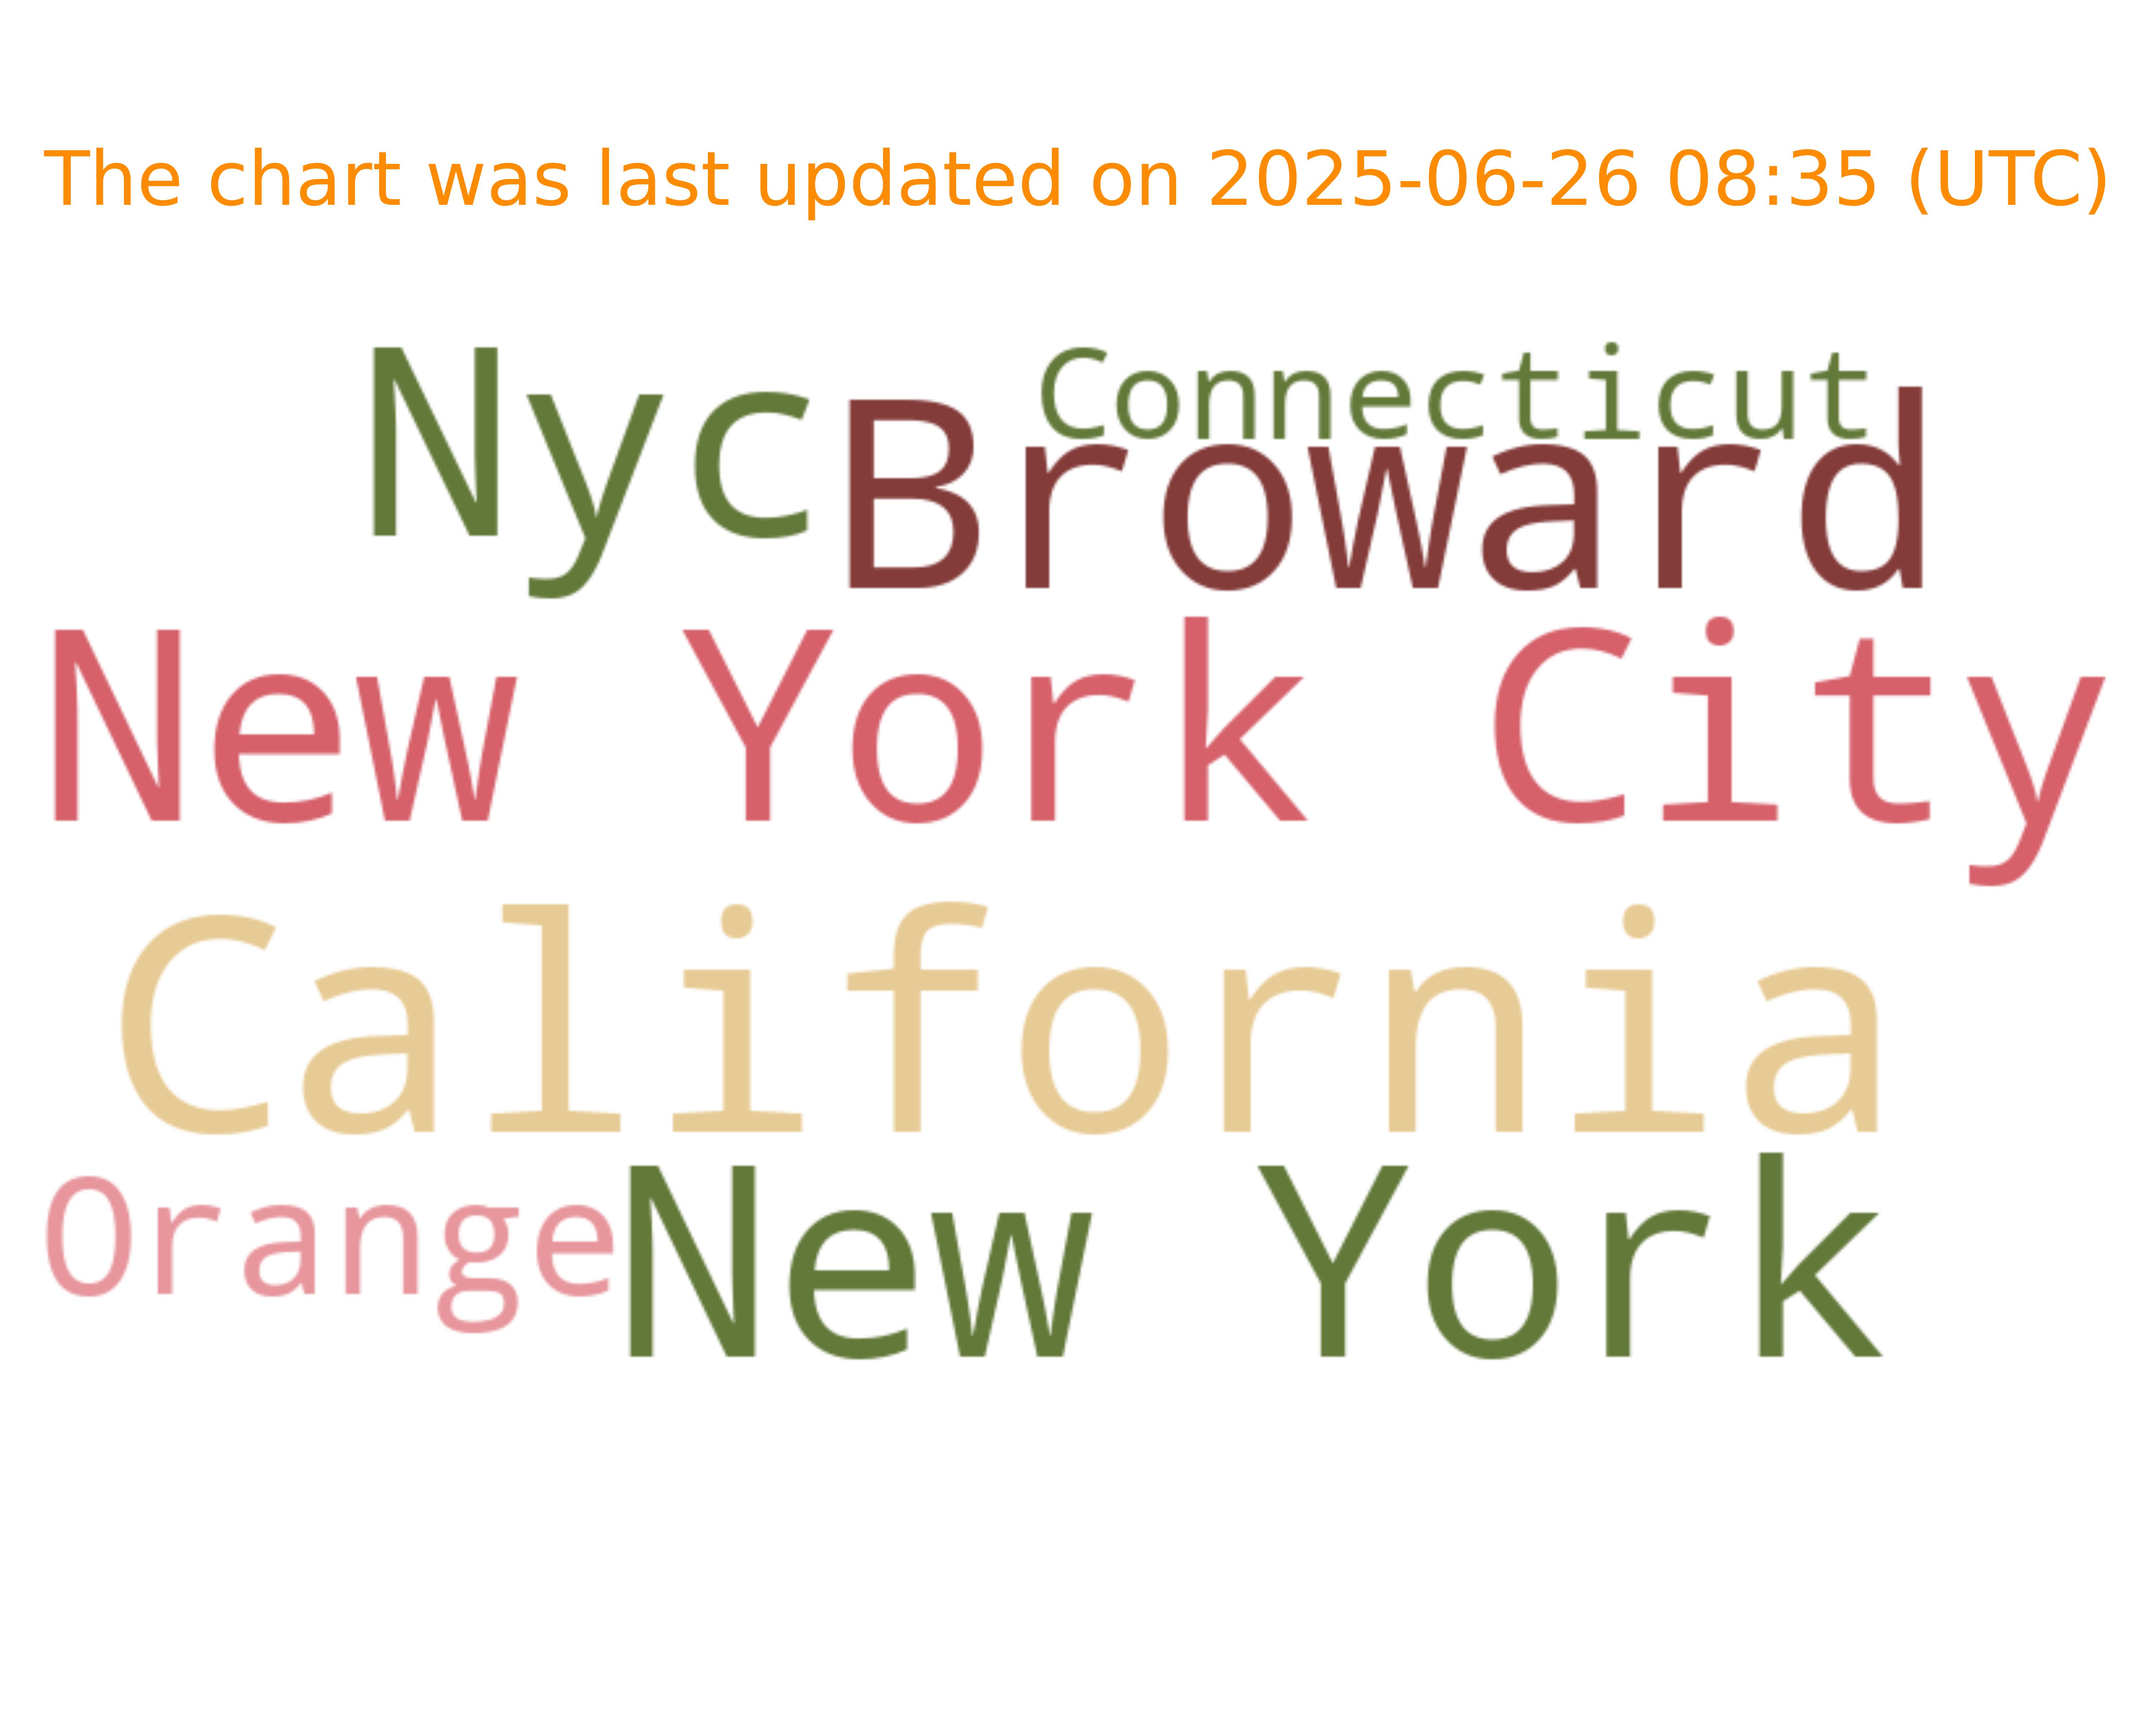 The chart was last updated on 2025-06-26 08:35 (UTC)
Connecticut
Nyc Broward
New York City
California
Orange New York